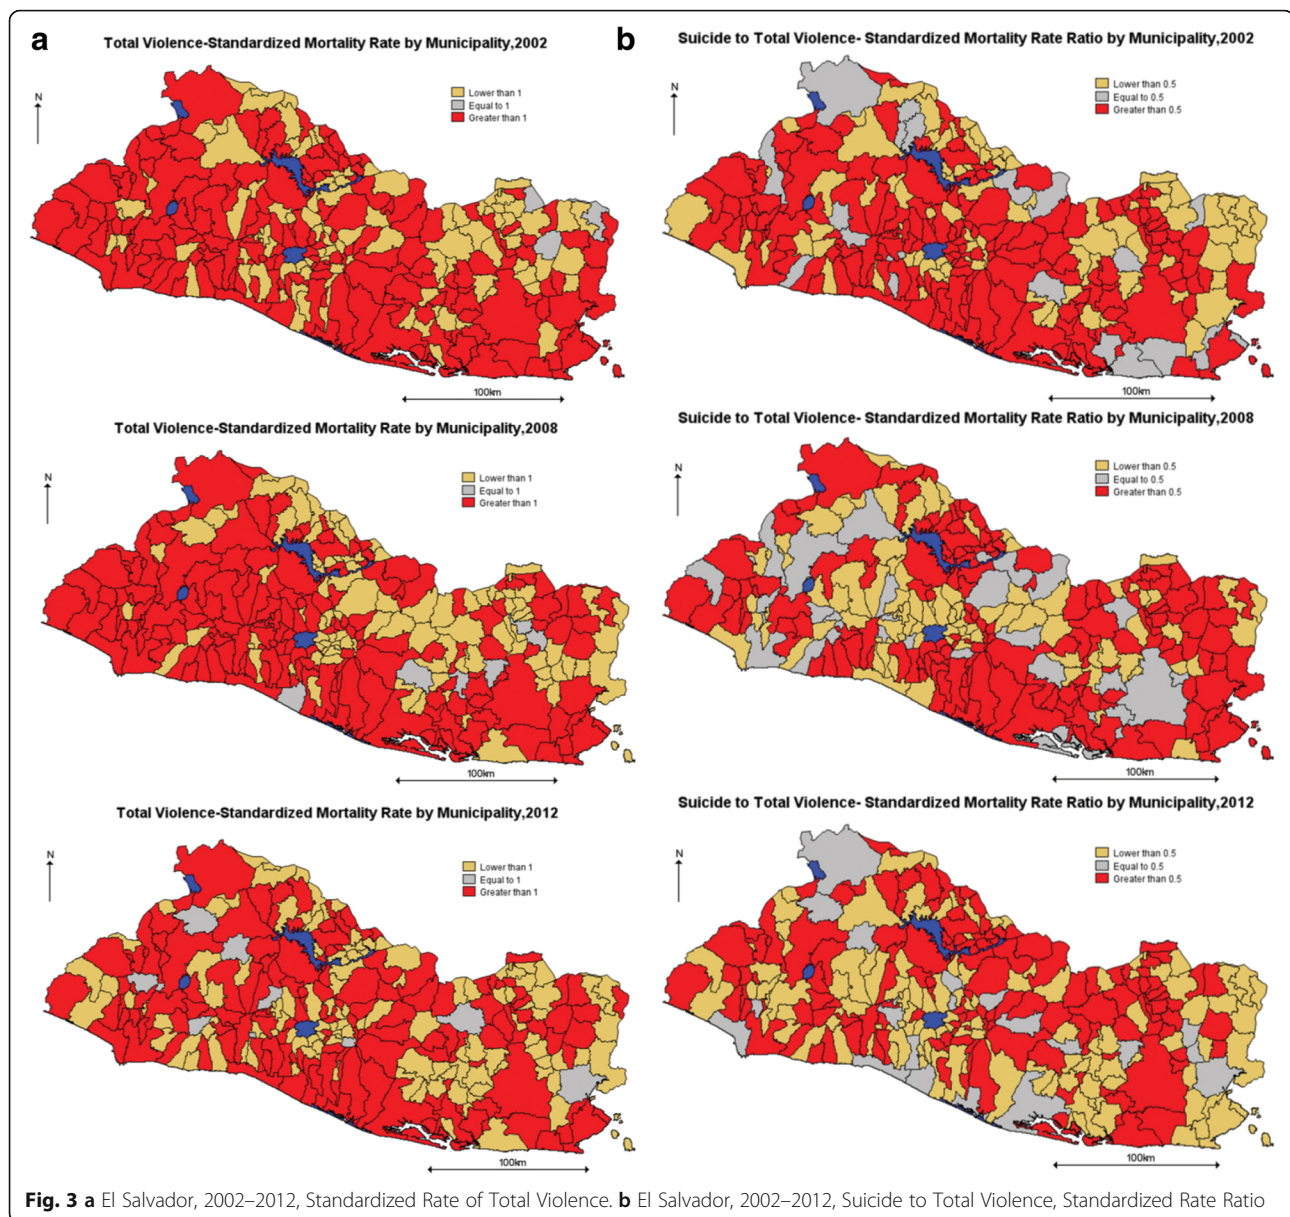 a
Total Violence-Standardized Mortality Rate by Municipality,2002
N
Lower than 1
Equal to 1
Greater than 1
100km
b
Suicide to Total Violence- Standardized Mortality Rate Ratio by Municipality,2002
N
Lower than 0.5
Equal to 0.5
Greater than 0.5
100km
Total Violence-Standardized Mortality Rate by Municipality,2008
N
Lower than 1
Equal to 1
Greater than 1
100km
Suicide to Total Violence- Standardized Mortality Rate Ratio by Municipality,2008
N
Lower than 0.5
Equal to 0.5
Greater than 0.5
100km
Total Violence-Standardized Mortality Rate by Municipality,2012
N
Lower than 1
Equal to 1
Greater than 1
100km
Suicide to Total Violence- Standardized Mortality Rate Ratio by Municipality,2012
N
Lower than 0.5
Equal to 0.5
Greater than 0.5
100km
Fig. 3 a El Salvador, 2002–2012, Standardized Rate of Total Violence. b El Salvador, 2002–2012, Suicide to Total Violence, Standardized Rate Ratio